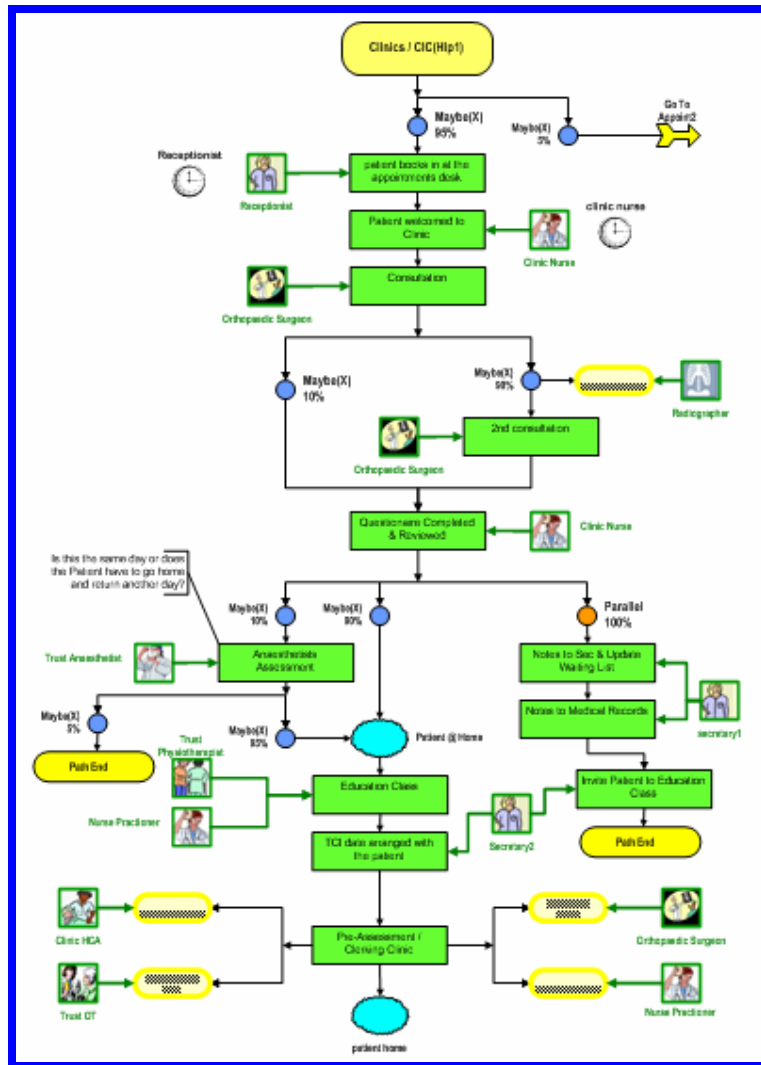 Clinics / CIC(Hip1)
Maybe(X)
95%
Maybe(X)
5%
Go To
Appoint2
Receptionist
patient books in at the
appointments desk
Receptionist
clinic nurse
Patient welcomed to
Clinic
Clinic Nurse
Consultation
Orthopaedic Surgeon
Maybe(X)
10%
Maybe(X)
90%
Radiographer
2nd consultation
Orthopaedic Surgeon
Questionaire Completed
& Reviewed
Clinic Nurse
Is this the same day or does
the Patient have to go home
and return another day?
Maybe(X)
10%
Maybe(X)
90%
Parallel
100%
Trust Anaesthetist
Anaesthetists
Assessment
Notes to Sec & Update
Waiting List
Maybe(X)
5%
Maybe(X)
95%
Notes to Medical Records
secretary1
Patient @ Home
Path End
Trust
Physiotherapist
Education Class
Invite Patient to Education
Class
Nurse Practioner
TCI date arranged with
the patient
Secretary2
Path End
Clinic HCA
Pre-Assessment /
Clerking Clinic
Orthopaedic Surgeon
Trust OT
Nurse Practioner
patient home